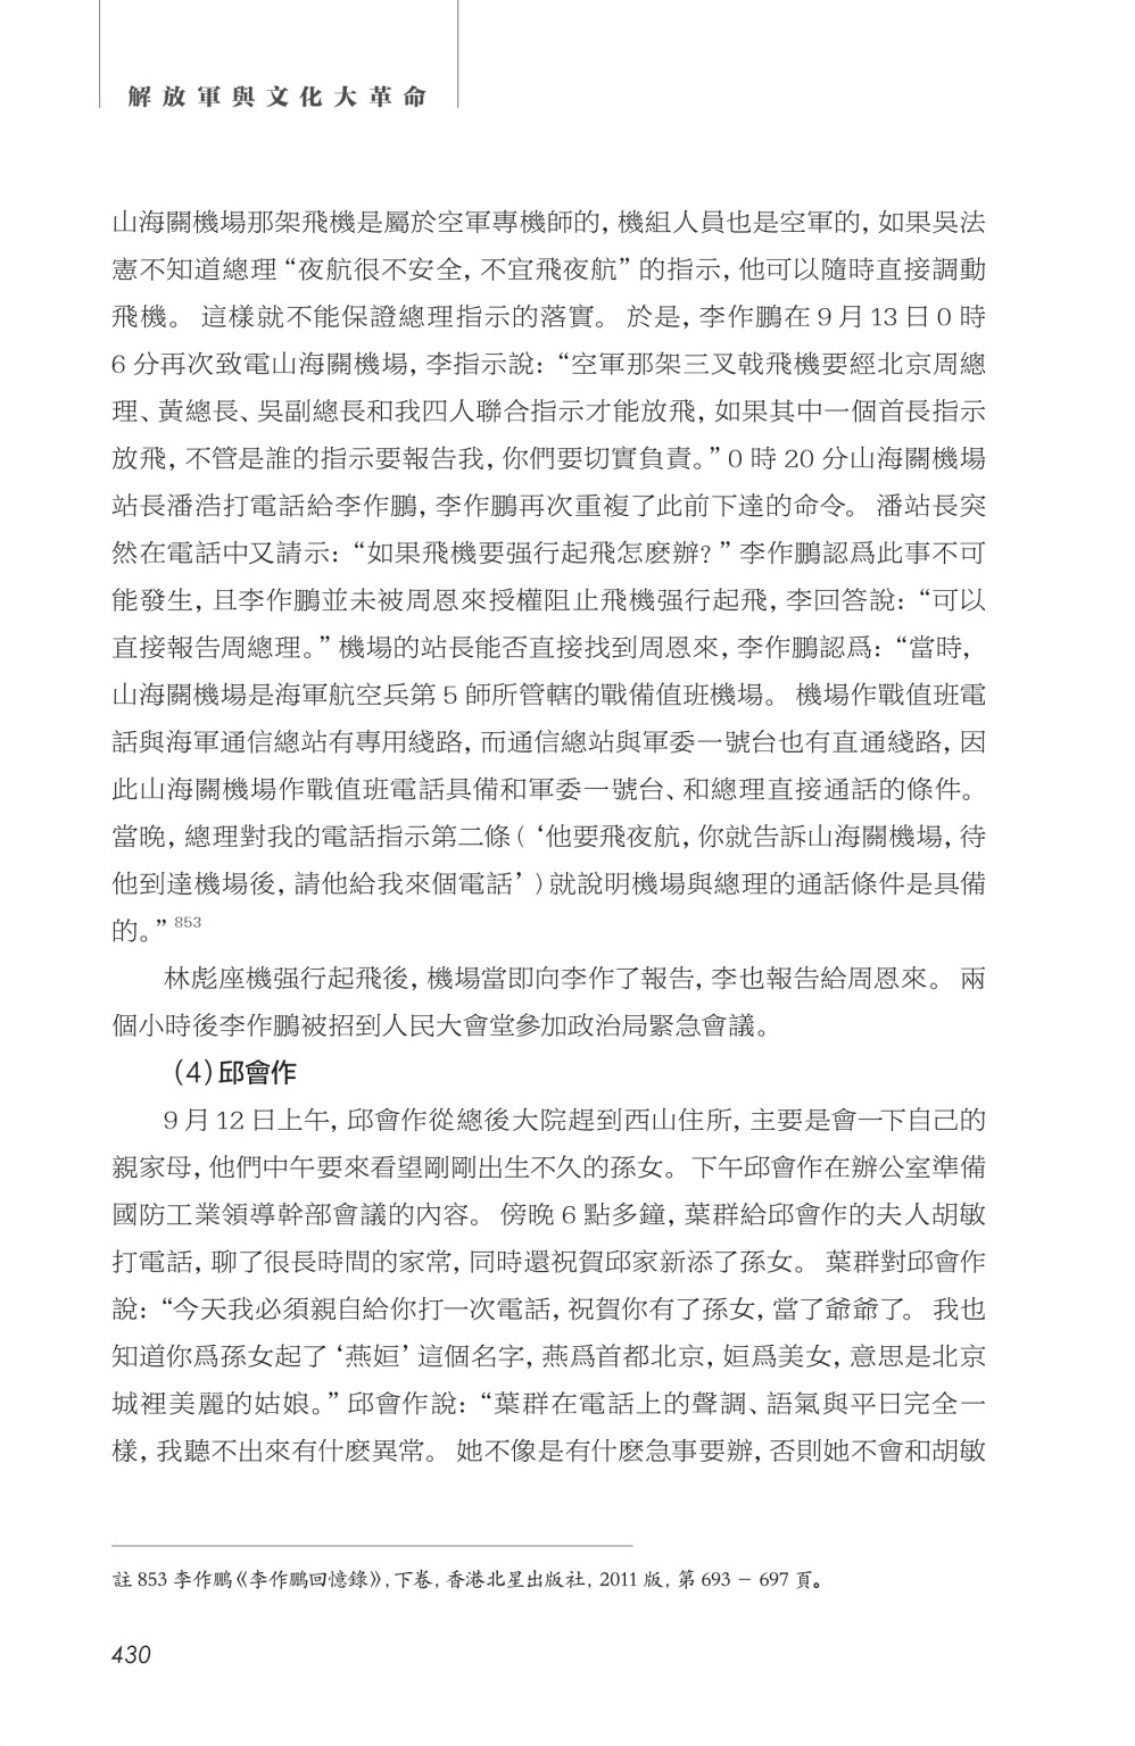 解放軍與文化大革命
山海關機場那架飛機是屬於空軍專機師的，機組人員也是空軍的，如果吳法
憲不知道總理“夜航很不安全，不宜飛夜航”的指示，他可以隨時直接調動
飛機。這樣就不能保證總理指示的落實。於是，李作鵬在9月13日0時
6分再次致電山海關機場，李指示說：“空軍那架三叉戟飛機要經北京周總
理、黃總長、吳副總長和我四人聯合指示才能放飛，如果其中一個首長指示
放飛，不管是誰的指示要報告我，你們要切實負責。”0時20分山海關機場
站長潘浩打電話給李作鵬，李作鵬再次重複了此前下達的命令。潘站長突
然在電話中又請示：“如果飛機要强行起飛怎麽辦？”李作鵬認爲此事不可
能發生，且李作鵬並未被周恩來授權阻止飛機强行起飛，李回答說：“可以
直接報告周總理。”機場的站長能否直接找到周恩來，李作鵬認爲：“當時，
山海關機場是海軍航空兵第5師所管轄的戰備值班機場。機場作戰值班電
話與海軍通信總站有專用綫路，而通信總站與軍委一號台也有直通綫路，因
此山海關機場作戰值班電話具備和軍委一號台、和總理直接通話的條件。
當晚，總理對我的電話指示第二條（‘他要飛夜航，你就告訴山海關機場，待
他到達機場後，請他給我來個電話’）就說明機場與總理的通話條件是具備
的。”853
林彪座機强行起飛後，機場當即向李作了報告，李也報告給周恩來。兩
個小時後李作鵬被招到人民大會堂參加政治局緊急會議。
（4）邱會作
9月12日上午，邱會作從總後大院趕到西山住所，主要是會一下自己的
親家母，他們中午要來看望剛剛出生不久的孫女。下午邱會作在辦公室準備
國防工業領導幹部會議的內容。傍晚6點多鐘，葉群給邱會作的夫人胡敏
打電話，聊了很長時間的家常，同時還祝賀邱家新添了孫女。葉群對邱會作
說：“今天我必須親自給你打一次電話，祝賀你有了孫女，當了爺爺了。我也
知道你爲孫女起了‘燕姮’這個名字，燕爲首都北京，姮爲美女，意思是北京
城裡美麗的姑娘。”邱會作說：“葉群在電話上的聲調、語氣與平日完全一
樣，我聽不出來有什麽異常。她不像是有什麽急事要辦，否則她不會和胡敏
註853 李作鵬《李作鵬回憶錄》，下卷，香港北星出版社，2011版，第693－697頁。
430